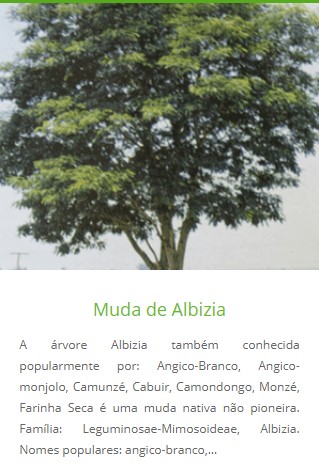 Muda de Albizia
A árvore Albizia também conhecida
popularmente por: Angico-Branco, Angico-
monjolo, Camunzé, Cabuir, Camondongo, Monzé,
Farinha Seca é uma muda nativa não pioneira.
Família: Leguminosae-Mimosoideae, Albizia.
Nomes populares: angico-branco,...